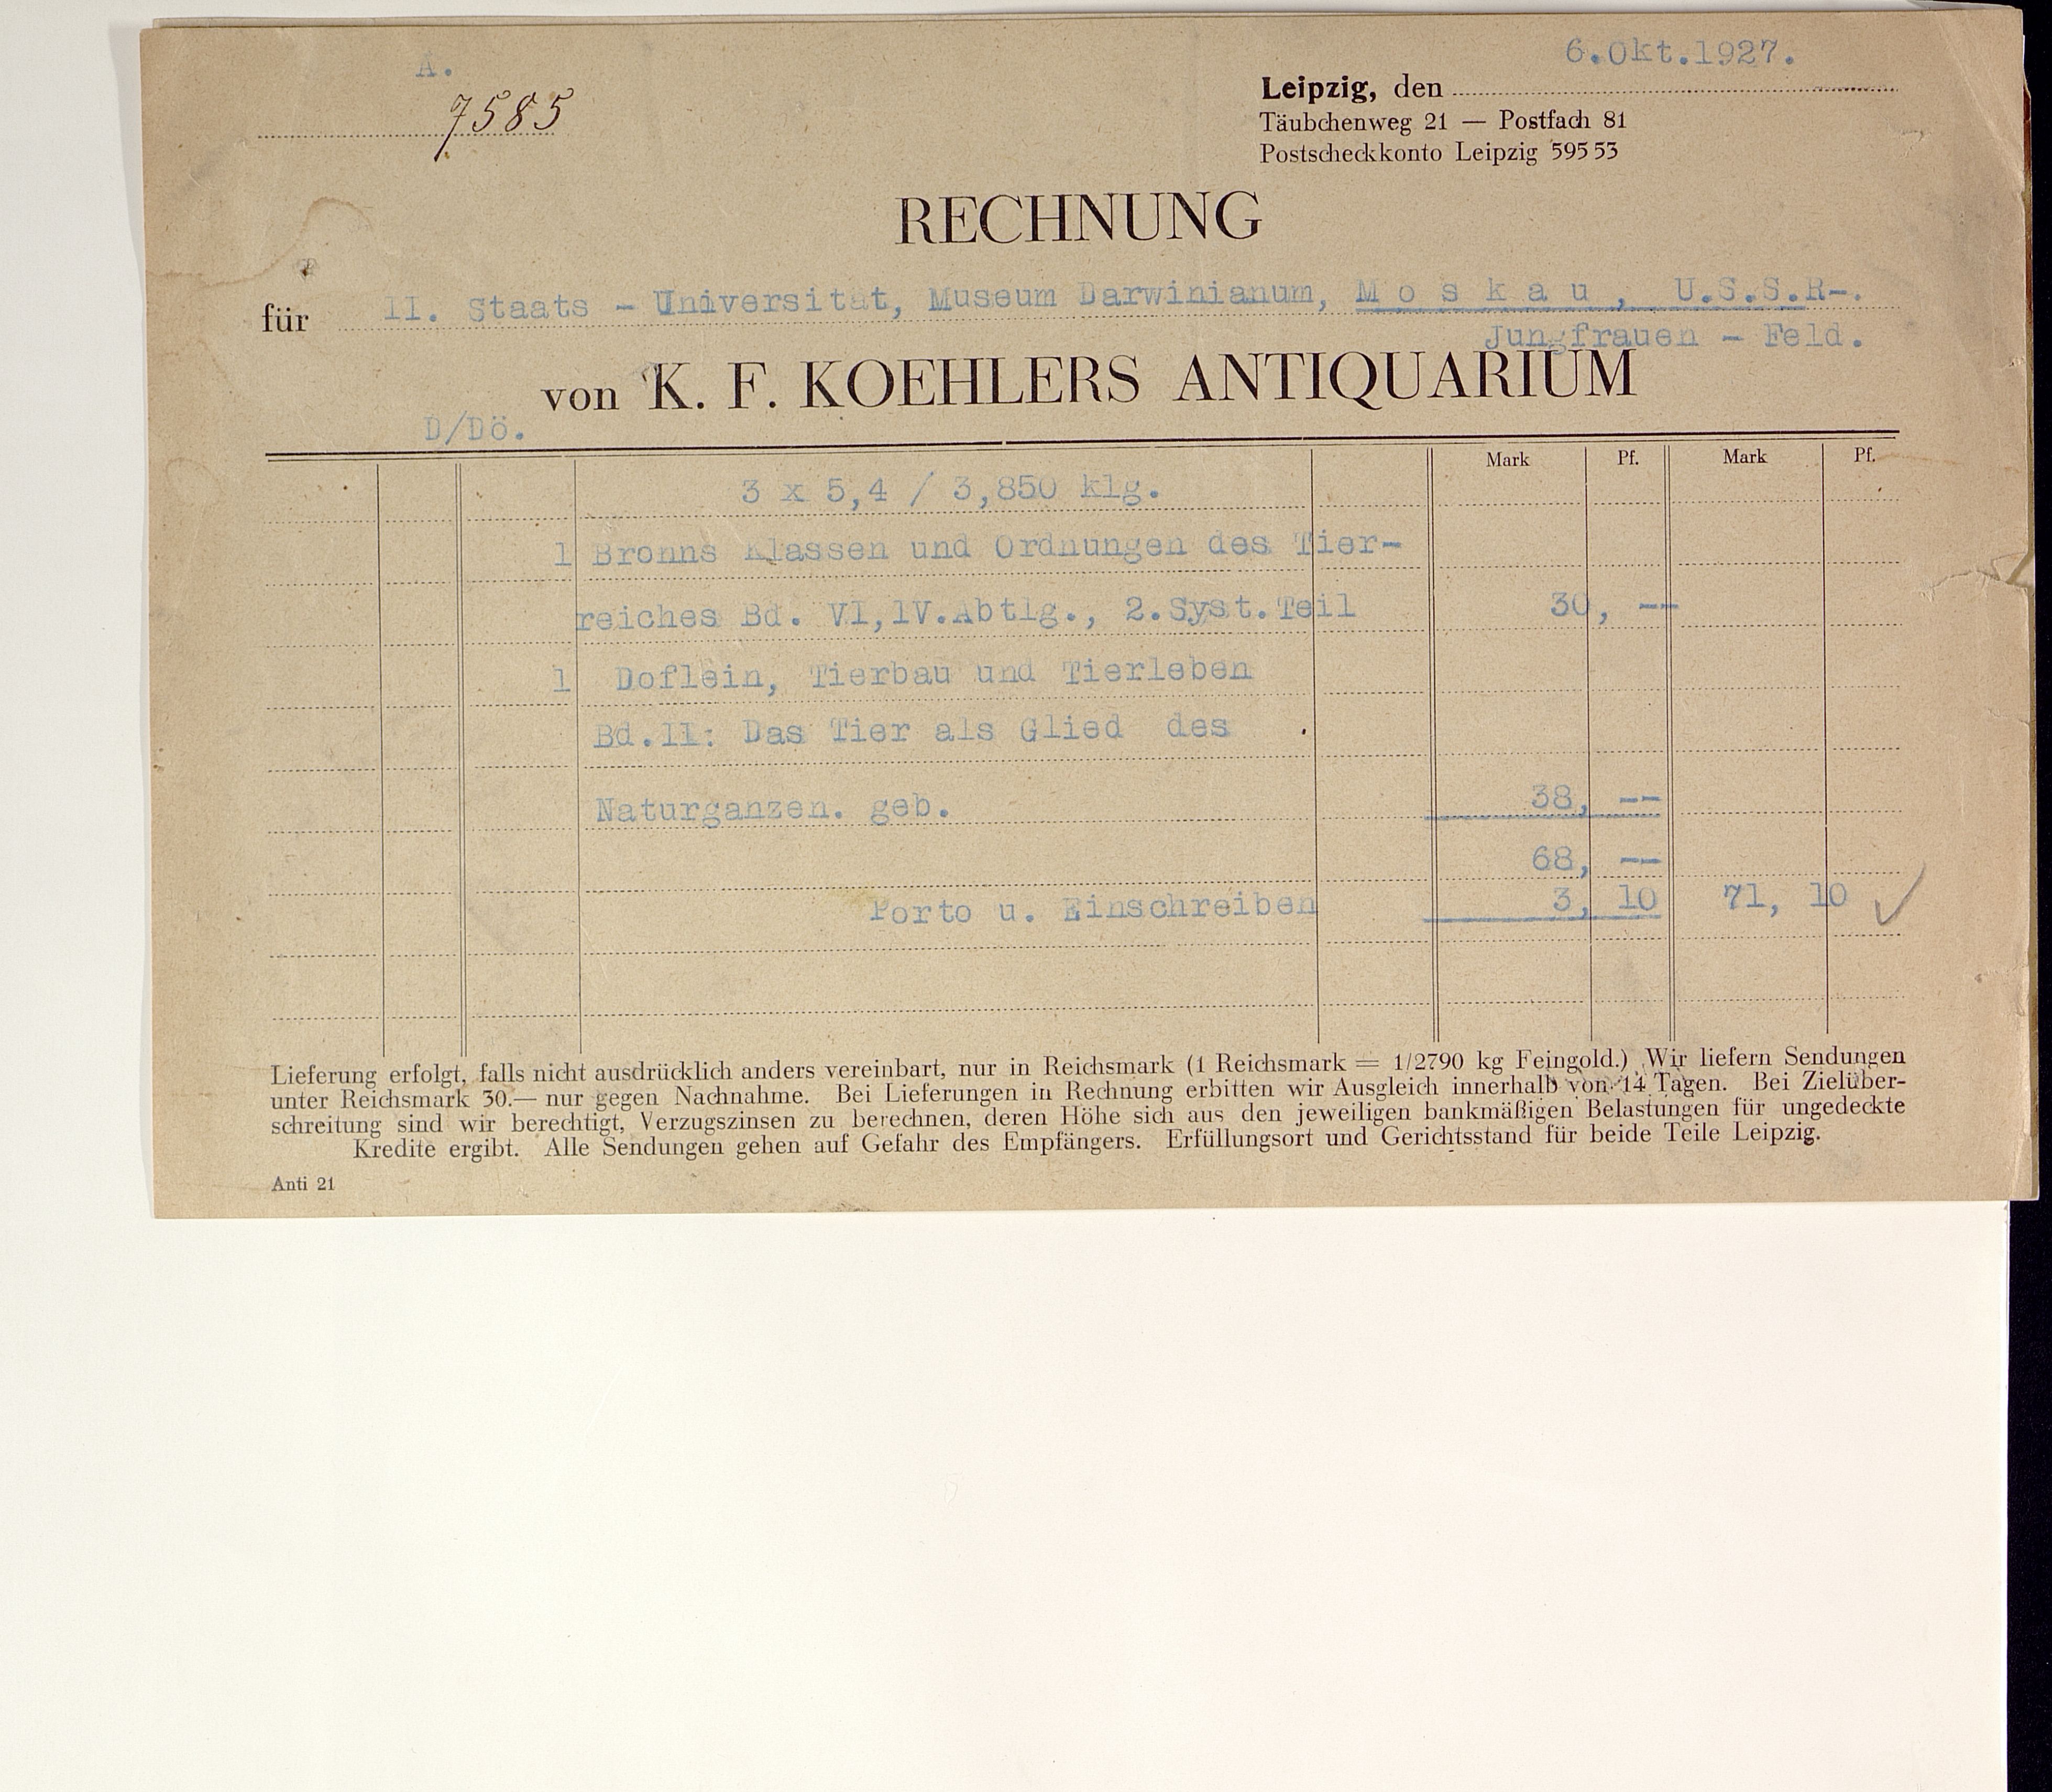 A.
7585
6.Okt.1927.
Leipzig, den
Täubchenweg 21 — Postfach 81
Postscheckkonto Leipzig 595 53
RECHNUNG
für II. Staats - Universität, Museum Darwinianum, M o s k a u , U.S.S.R-.
Jungfrauen - Feld.
von K. F. KOEHLERS ANTIQUARIUM
D/Dö.
Mark Pf. Mark Pf.
3 x 5,4 / 3,850 klg.
1 Bronns Klassen und Ordnungen des Tier-
reiches Bd. VI,IV.Abtlg., 2.Syst.Teil 30, --
1 Doflein, Tierbau und Tierleben
Bd.II: Das Tier als Glied des
Naturganzen. geb. 38, --
68, --
Porto u. Einschreiben 3, 10 71, 10
Lieferung erfolgt, falls nicht ausdrücklich anders vereinbart, nur in Reichsmark (1 Reichsmark = 1/2790 kg Feingold.) Wir liefern Sendungen
unter Reichsmark 30.— nur gegen Nachnahme. Bei Lieferungen in Rechnung erbitten wir Ausgleich innerhalb von 14 Tagen. Bei Zielüber-
schreitung sind wir berechtigt, Verzugszinsen zu berechnen, deren Höhe sich aus den jeweiligen bankmäßigen Belastungen für ungedeckte
Kredite ergibt. Alle Sendungen gehen auf Gefahr des Empfängers. Erfüllungsort und Gerichtsstand für beide Teile Leipzig.
Anti 21